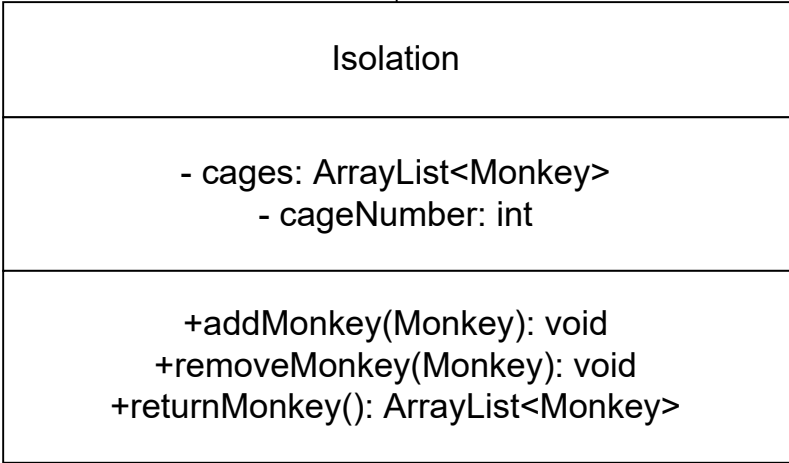 Isolation
- cages: ArrayList<Monkey>
- cageNumber: int
+addMonkey(Monkey): void
+removeMonkey(Monkey): void
+returnMonkey(): ArrayList<Monkey>